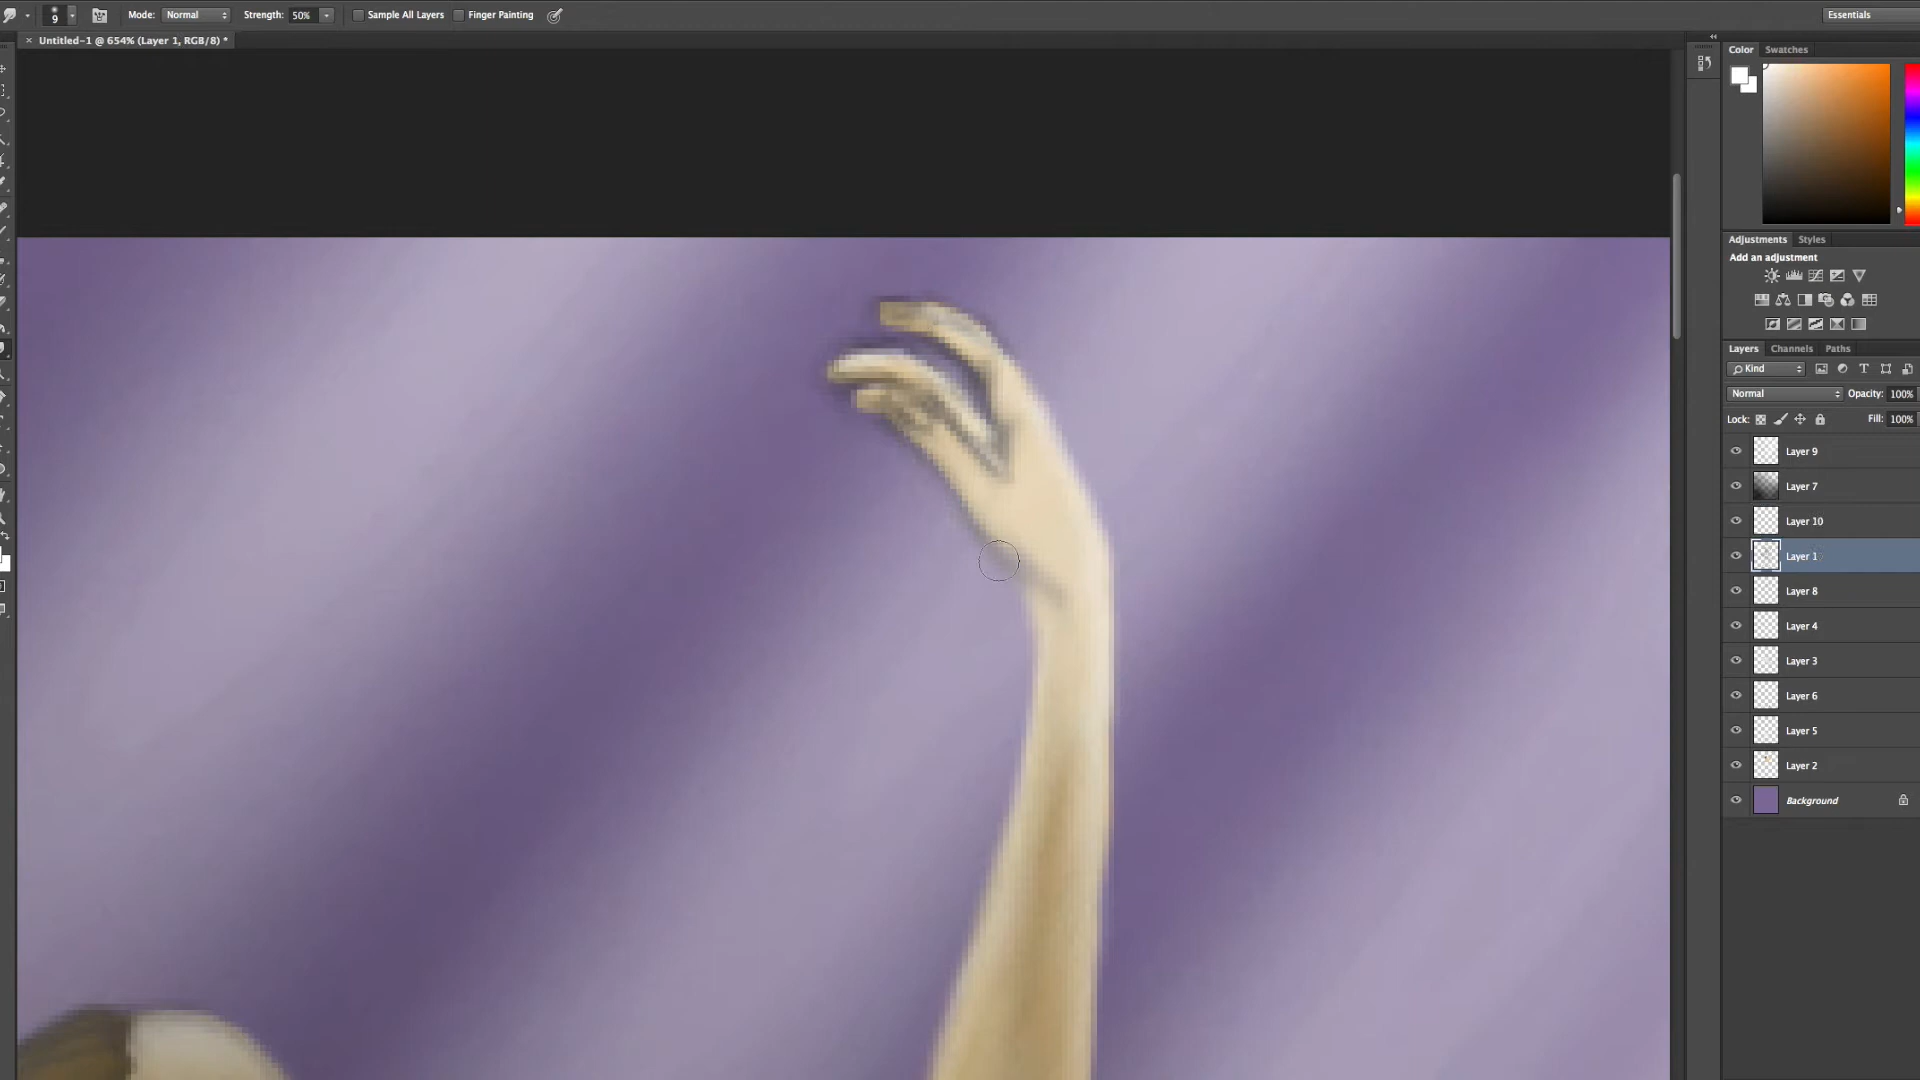 9 Mode: Normal Strength: 50% Sample All Layers Finger Painting Essentials
× Untitled-1 @ 654% (Layer 1, RGB/8) *
Color Swatches
Adjustments Styles
Add an adjustment
Layers Channels Paths
Kind T
Normal Opacity: 100%
Lock: Fill: 100%
Layer 9
Layer 7
Layer 10
Layer 1
Layer 8
Layer 4
Layer 3
Layer 6
Layer 5
Layer 2
Background